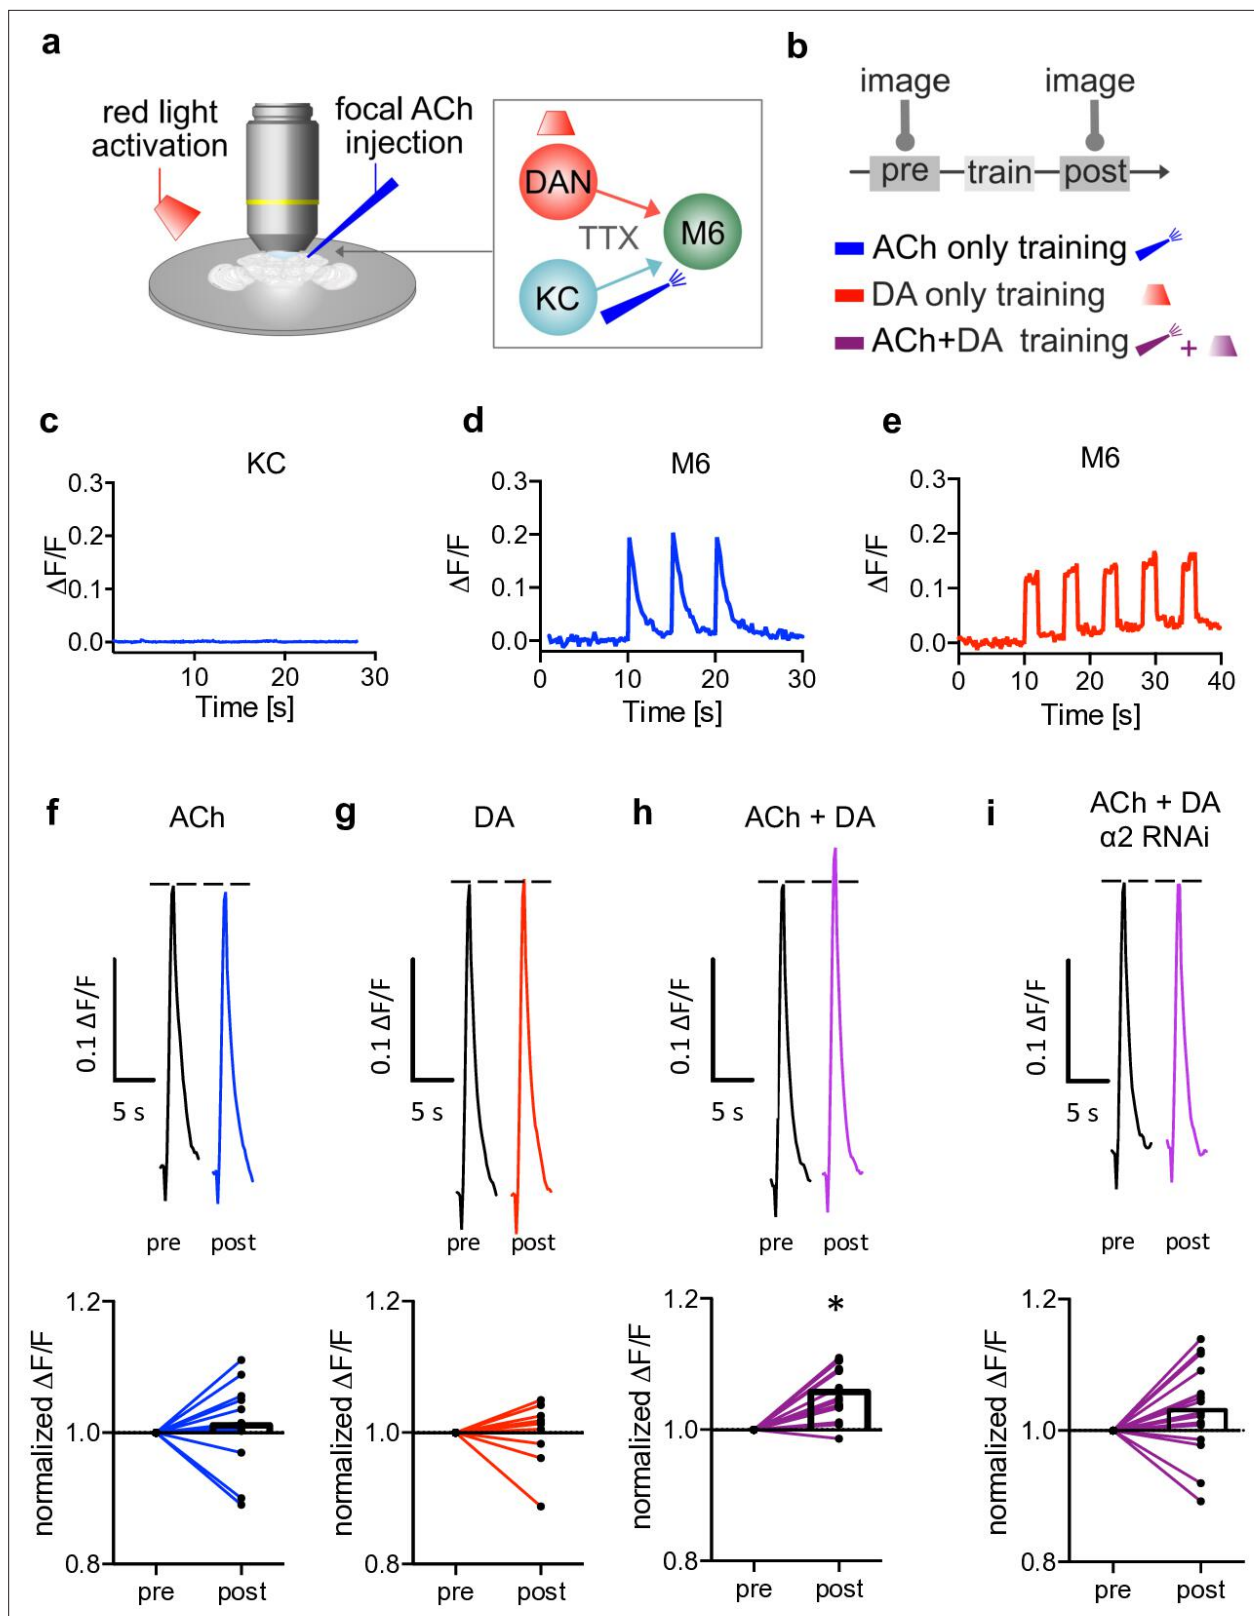 a
red light
activation
focal ACh
injection
DAN
TTX
M6
KC
b
image
image
pre
train
post
ACh only training
DA only training
ACh+DA training
+
c
KC
ΔF/F
0.3
0.2
0.1
0.0
10
20
30
Time [s]
d
M6
ΔF/F
0.3
0.2
0.1
0.0
0
10
20
30
Time [s]
e
M6
ΔF/F
0.3
0.2
0.1
0.0
0
10
20
30
40
Time [s]
f
ACh
0.1 ΔF/F
5 s
pre
post
normalized ΔF/F
1.2
1.0
0.8
pre
post
g
DA
0.1 ΔF/F
5 s
pre
post
normalized ΔF/F
1.2
1.0
0.8
pre
post
h
ACh + DA
0.1 ΔF/F
5 s
pre
post
normalized ΔF/F
1.2
*
1.0
0.8
pre
post
i
ACh + DA
α2 RNAi
0.1 ΔF/F
5 s
pre
post
normalized ΔF/F
1.2
1.0
0.8
pre
post